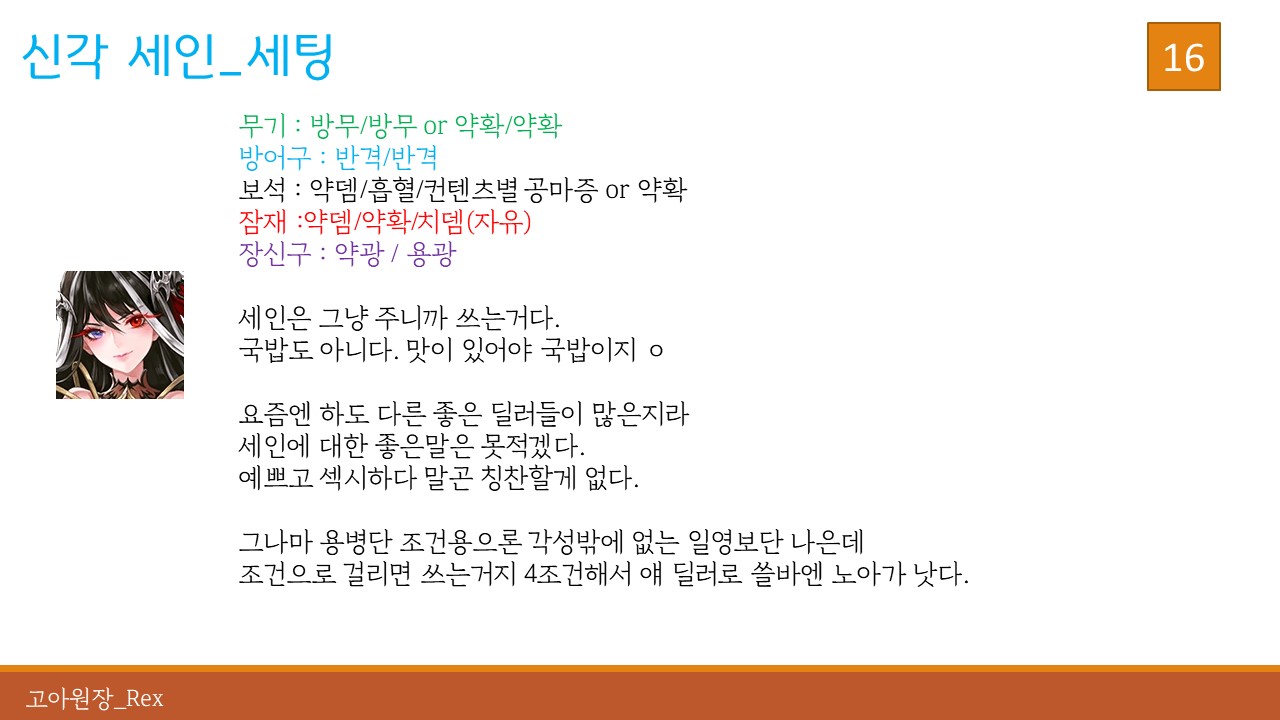 신각 세인_세팅
16
무기 : 방무/방무 or 약확/약확
방어구 : 반격/반격
보석 : 약뎀/흡혈/컨텐츠별 공마증 or 약확
잠재 :약뎀/약확/치뎀(자유)
장신구 : 약광 / 용광
세인은 그냥 주니까 쓰는거다.
국밥도 아니다. 맛이 있어야 국밥이지 ㅇ
요즘엔 하도 다른 좋은 딜러들이 많은지라
세인에 대한 좋은말은 못적겠다.
예쁘고 섹시하다 말곤 칭찬할게 없다.
그나마 용병단 조건용으론 각성밖에 없는 일영보단 나은데
조건으로 걸리면 쓰는거지 4조건해서 얘 딜러로 쓸바엔 노아가 낫다.
고아원장_Rex